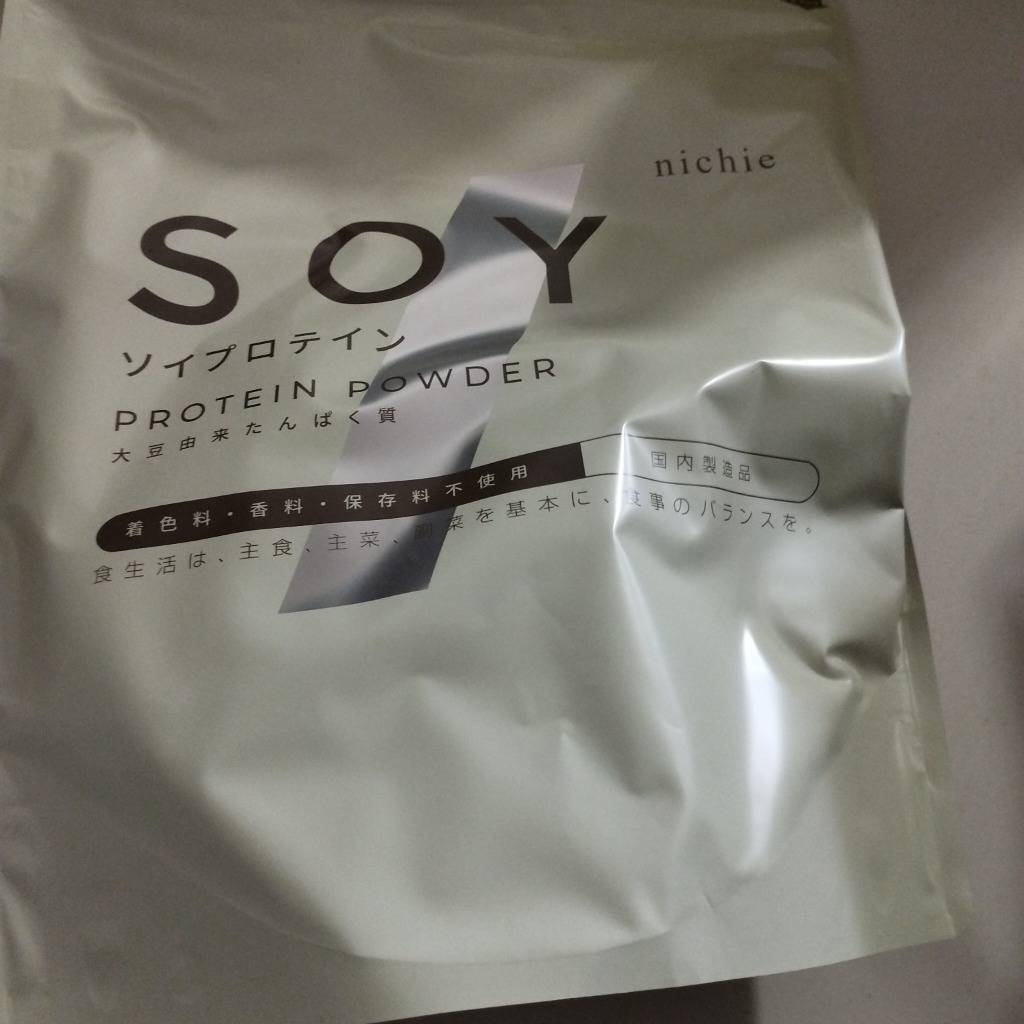 nichie
SOY
ソイプロテイン
PROTEIN POWDER
大豆由来たんぱく質
着色料・香料・保存料不使用 国内製造品
食生活は、主食、主菜、副菜を基本に、食事のバランスを。